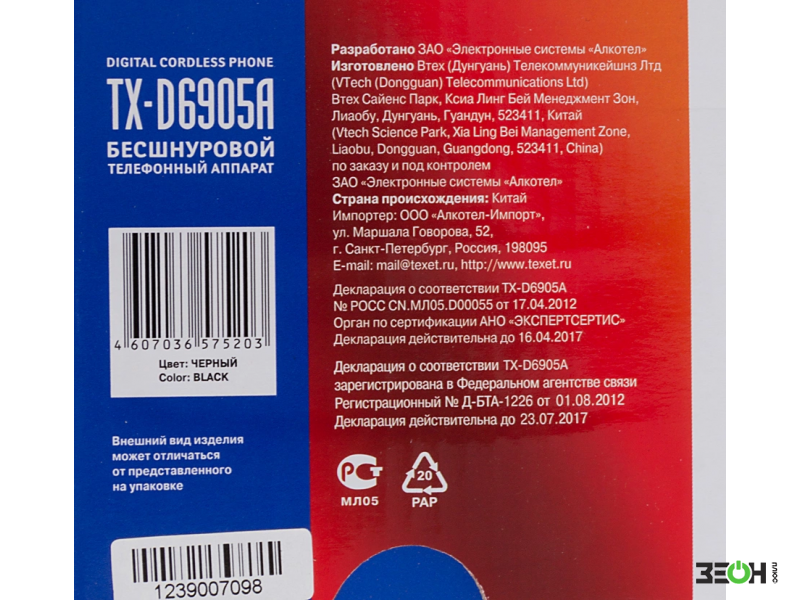 DIGITAL CORDLESS PHONE
TX-D6905A
БЕСШНУРОВОЙ
ТЕЛЕФОННЫЙ АППАРАТ
4 607036 575203
Цвет: ЧЕРНЫЙ
Color: BLACK
Внешний вид изделия
может отличаться
от представленного
на упаковке
1239007098
Разработано ЗАО «Электронные системы «Алкотел»
Изготовлено Втех (Дунгуань) Телекоммуникейшнз Лтд
(VTech (Dongguan) Telecommunications Ltd)
Втех Сайенс Парк, Ксиа Линг Бей Менеджмент Зон,
Лиаобу, Дунгуань, Гуандун, 523411, Китай
(Vtech Science Park, Xia Ling Bei Management Zone,
Liaobu, Dongguan, Guangdong, 523411, China)
по заказу и под контролем
ЗАО «Электронные системы «Алкотел»
Страна происхождения: Китай
Импортер: ООО «Алкотел-Импорт»,
ул. Маршала Говорова, 52,
г. Санкт-Петербург, Россия, 198095
E-mail: mail@texet.ru, http://www.texet.ru
Декларация о соответствии TX-D6905A
№ РОСС CN.МЛ05.D00055 от 17.04.2012
Орган по сертификации АНО «ЭКСПЕРТСЕРТИС»
Декларация действительна до 16.04.2017
Декларация о соответствии TX-D6905A
зарегистрирована в Федеральном агентстве связи
Регистрационный № Д-БТА-1226 от 01.08.2012
Декларация действительна до 23.07.2017
РСТ
МЛ05
20
PAP
ЗЕОН
плюс